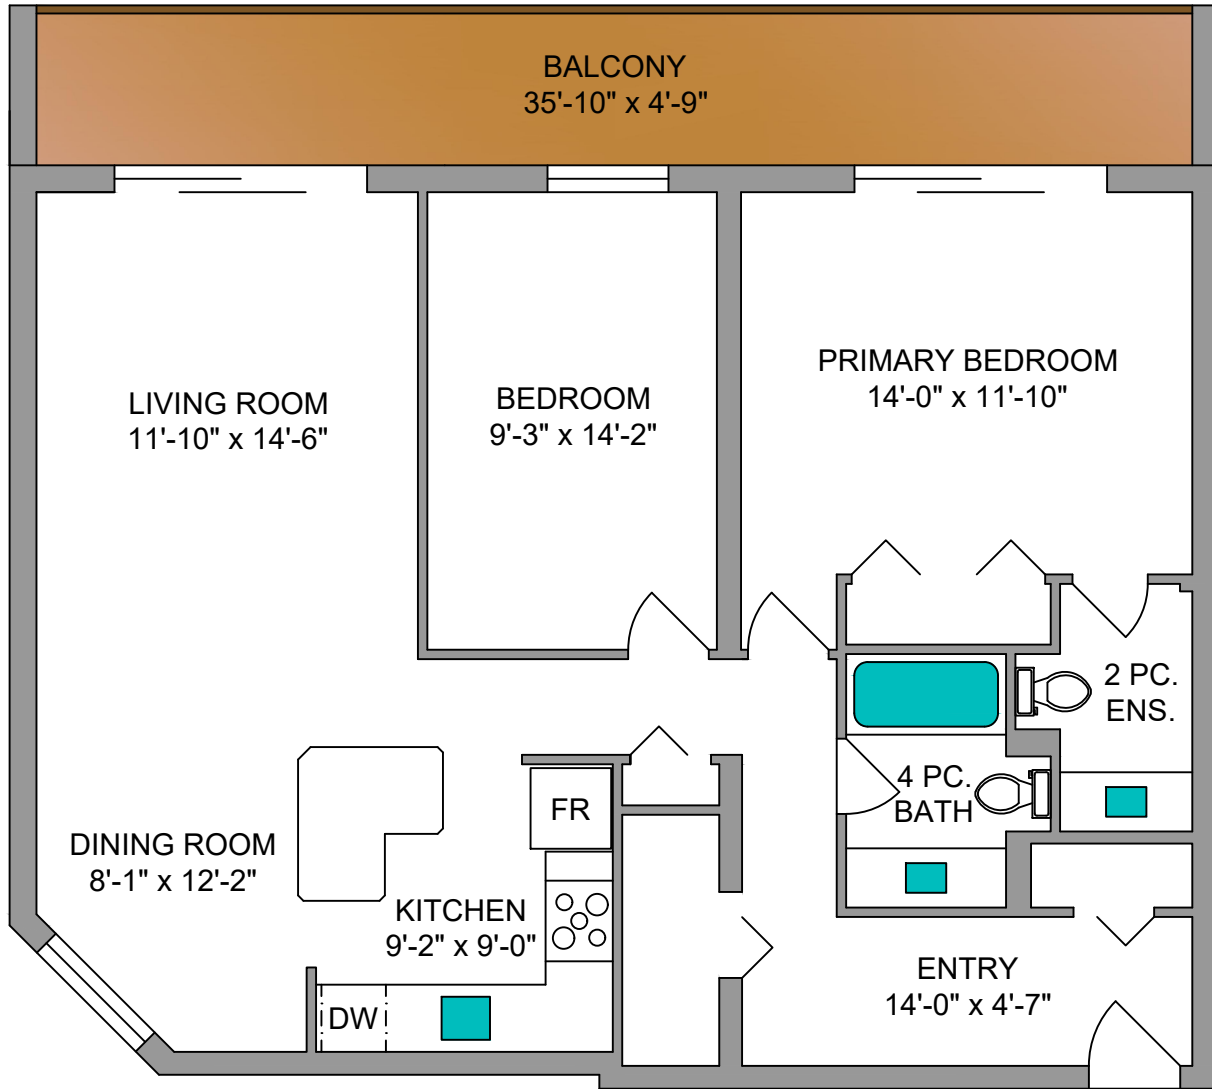 BALCONY
35'-10" x 4'-9"
LIVING ROOM
11'-10" x 14'-6"
BEDROOM
9'-3" x 14'-2"
PRIMARY BEDROOM
14'-0" x 11'-10"
2 PC.
ENS.
4 PC.
BATH
FR
DINING ROOM
8'-1" x 12'-2"
KITCHEN
9'-2" x 9'-0"
DW
ENTRY
14'-0" x 4'-7"